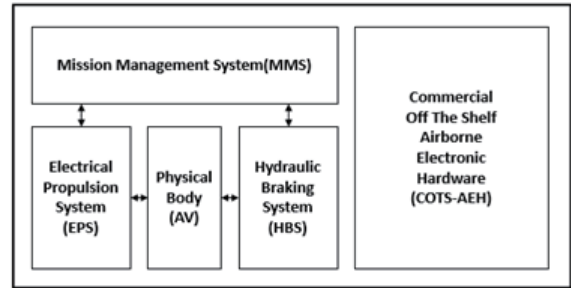 Mission Management System(MMS)
Electrical
Propulsion
System
(EPS)
Physical
Body
(AV)
Hydraulic
Braking
System
(HBS)
Commercial
Off The Shelf
Airborne
Electronic
Hardware
(COTS-AEH)